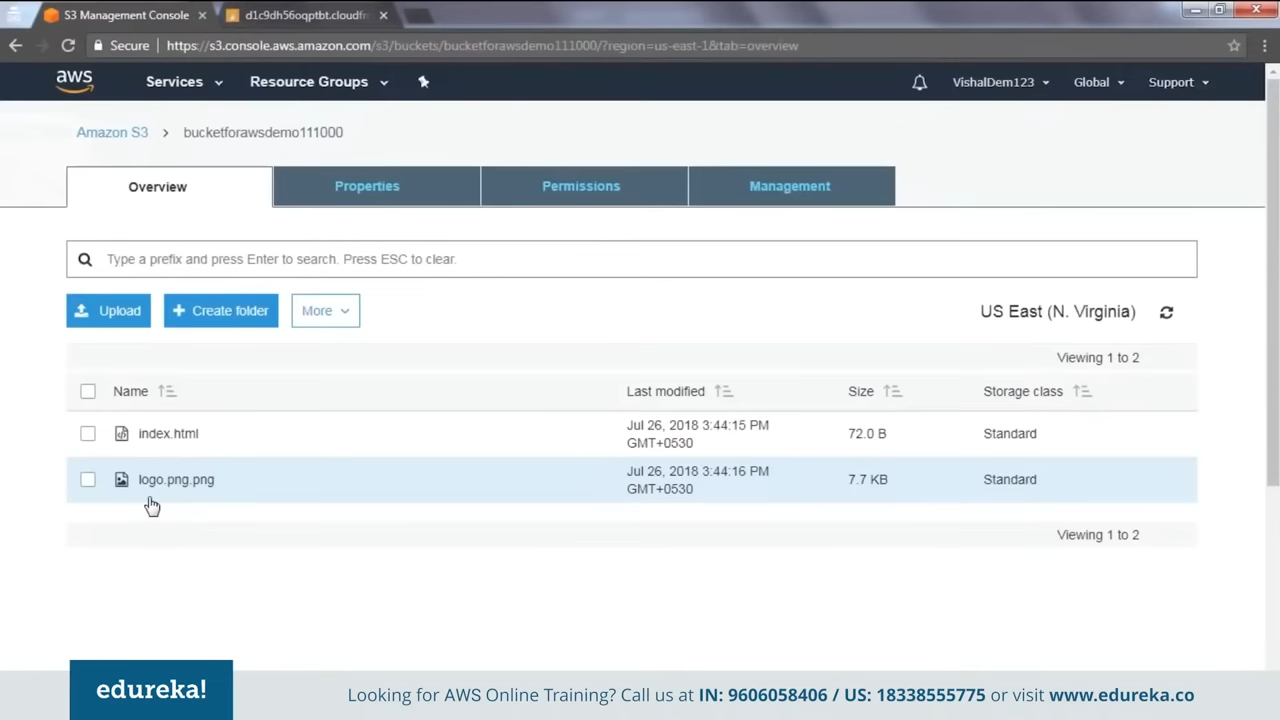 S3 Management Console
d1c9dh56oqptbt.cloudfr
Secure https://s3.console.aws.amazon.com/s3/buckets/bucketforawsdemo111000/?region=us-east-1&tab=overview
aws Services Resource Groups VishalDem123 Global Support
Amazon S3 > bucketforawsdemo111000
Overview Properties Permissions Management
Type a prefix and press Enter to search. Press ESC to clear.
Upload + Create folder More US East (N. Virginia)
Viewing 1 to 2
Name Last modified Size Storage class
index.html Jul 26, 2018 3:44:15 PM GMT+0530 72.0 B Standard
logo.png.png Jul 26, 2018 3:44:16 PM GMT+0530 7.7 KB Standard
Viewing 1 to 2
edureka! Looking for AWS Online Training? Call us at IN: 9606058406 / US: 18338555775 or visit www.edureka.co